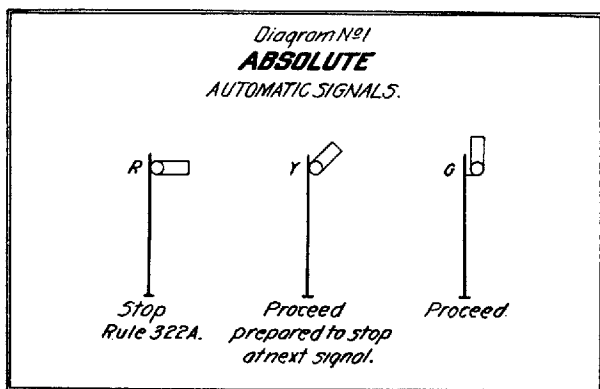 Diagram Nº1
ABSOLUTE
AUTOMATIC SIGNALS.
R
Y
G
Stop
Rule 322A.
Proceed
prepared to stop
at next signal.
Proceed.